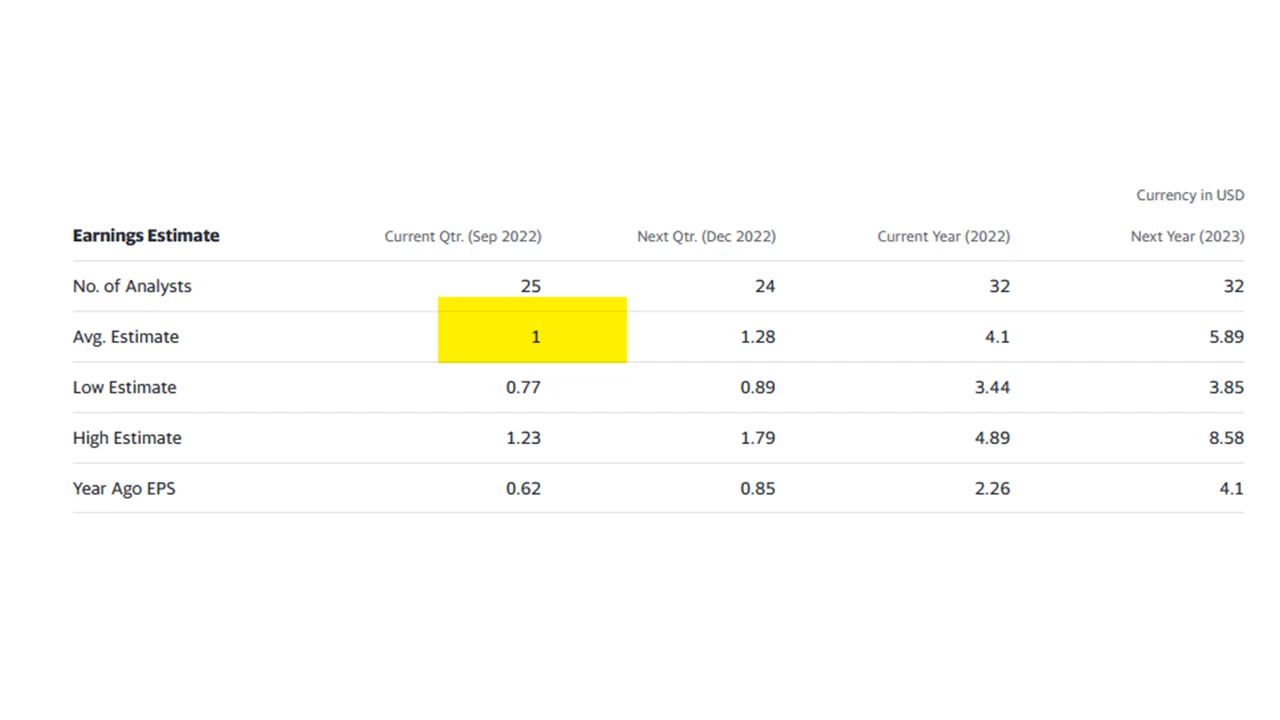 Currency in USD
Earnings Estimate Current Qtr. (Sep 2022) Next Qtr. (Dec 2022) Current Year (2022) Next Year (2023)
No. of Analysts 25 24 32 32
Avg. Estimate 1 1.28 4.1 5.89
Low Estimate 0.77 0.89 3.44 3.85
High Estimate 1.23 1.79 4.89 8.58
Year Ago EPS 0.62 0.85 2.26 4.1